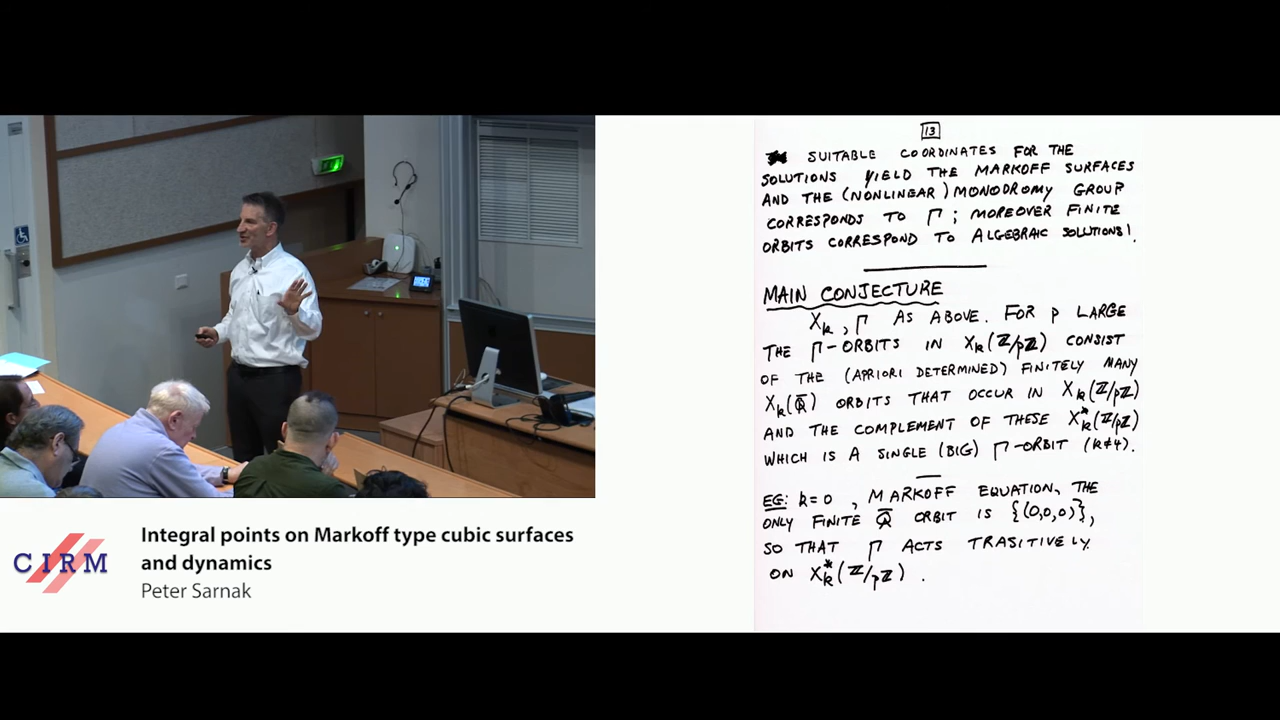 13
SUITABLE COORDINATES FOR THE
SOLUTIONS YIELD THE MARKOFF SURFACES
AND THE (NONLINEAR) MONODROMY GROUP
CORRESPONDS TO Γ ; MOREOVER FINITE
ORBITS CORRESPOND TO ALGEBRAIC SOLUTIONS!.
MAIN CONJECTURE
X_k, Γ AS ABOVE. FOR p LARGE
THE Γ-ORBITS IN X_k(ℤ/pℤ) CONSIST
OF THE (APRIORI DETERMINED) FINITELY MANY
X_k(ℚ̄) ORBITS THAT OCCUR IN X_k(ℤ/pℤ)
AND THE COMPLEMENT OF THESE X*_k(ℤ/pℤ)
WHICH IS A SINGLE (BIG) Γ-ORBIT (k≠4).
EG: k=0, MARKOFF EQUATION, THE
ONLY FINITE ℚ̄ ORBIT IS {(0,0,0)},
SO THAT Γ ACTS TRASITIVELY
ON X*_k(ℤ/pℤ).
CIRM
Integral points on Markoff type cubic surfaces
and dynamics
Peter Sarnak